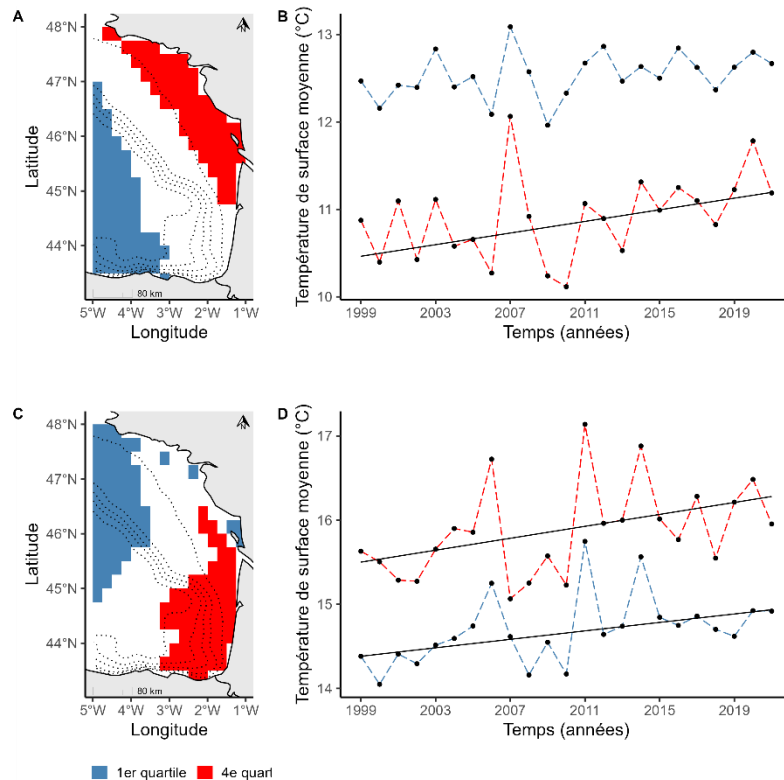 A
N
48°N
47°N
46°N
45°N
44°N
Latitude
80 km
5°W 4°W 3°W 2°W 1°W
Longitude
B
Température de surface moyenne (°C)
13
12
11
10
1999 2003 2007 2011 2015 2019
Temps (années)
C
N
48°N
47°N
46°N
45°N
44°N
Latitude
80 km
5°W 4°W 3°W 2°W 1°W
Longitude
D
Température de surface moyenne (°C)
17
16
15
14
1999 2003 2007 2011 2015 2019
Temps (années)
1er quartile 4e quart